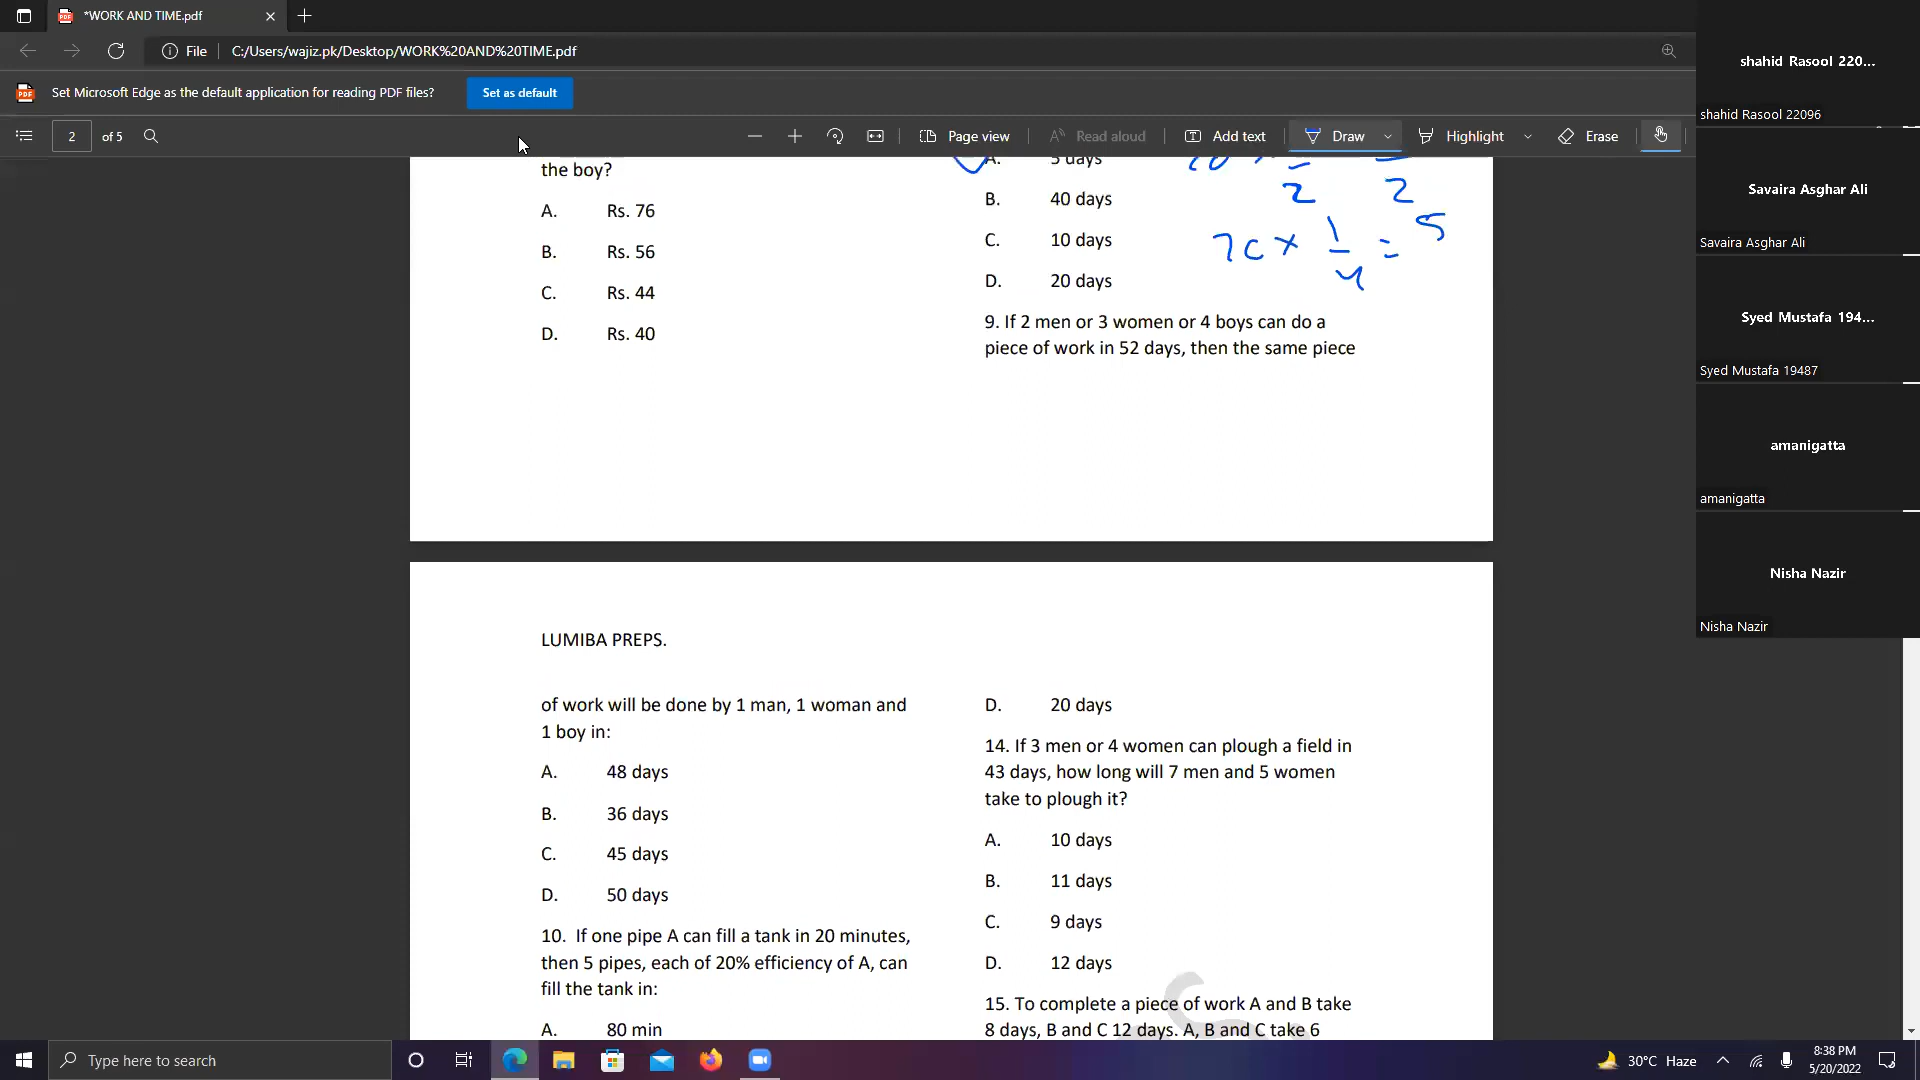 *WORK AND TIME.pdf
File
C:/Users/wajiz.pk/Desktop/WORK%20AND%20TIME.pdf
Set Microsoft Edge as the default application for reading PDF files?
Set as default
2 of 5
Page view
Read aloud
Add text
Draw
Highlight
Erase
the boy?
A. Rs. 76
B. Rs. 56
C. Rs. 44
D. Rs. 40
A. 5 days
B. 40 days
C. 10 days
D. 20 days
2 2
× 1/4 = 5
9. If 2 men or 3 women or 4 boys can do a
piece of work in 52 days, then the same piece
LUMIBA PREPS.
of work will be done by 1 man, 1 woman and
1 boy in:
A. 48 days
B. 36 days
C. 45 days
D. 50 days
10. If one pipe A can fill a tank in 20 minutes,
then 5 pipes, each of 20% efficiency of A, can
fill the tank in:
A. 80 min
D. 20 days
14. If 3 men or 4 women can plough a field in
43 days, how long will 7 men and 5 women
take to plough it?
A. 10 days
B. 11 days
C. 9 days
D. 12 days
15. To complete a piece of work A and B take
8 days, B and C 12 days. A, B and C take 6
shahid Rasool 220...
shahid Rasool 22096
Savaira Asghar Ali
Savaira Asghar Ali
Syed Mustafa 194...
Syed Mustafa 19487
amanigatta
amanigatta
Nisha Nazir
Nisha Nazir
Type here to search
30°C Haze
8:38 PM
5/20/2022